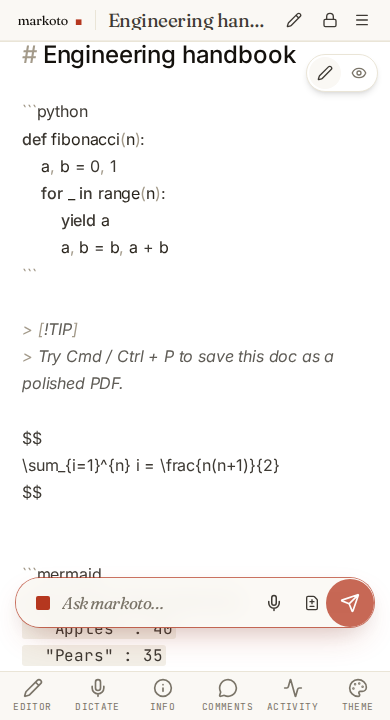 markoto
Engineering han...
# Engineering handbook
```python
def fibonacci(n):
    a, b = 0, 1
    for _ in range(n):
        yield a
        a, b = b, a + b
```
> [!TIP]
> Try Cmd / Ctrl + P to save this doc as a
polished PDF.
$$
\sum_{i=1}^{n} i = \frac{n(n+1)}{2}
$$
```mermaid
Ask markoto...
"Apples" : 40
"Pears" : 35
EDITOR DICTATE INFO COMMENTS ACTIVITY THEME